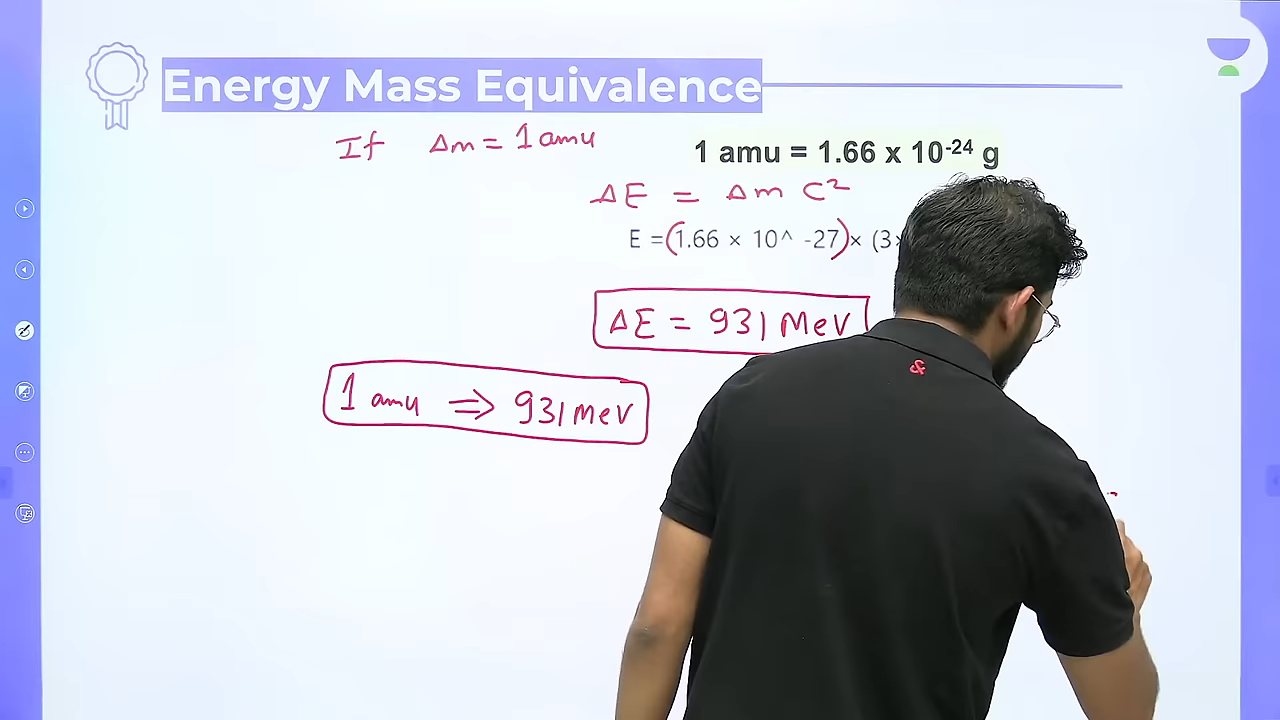 Energy Mass Equivalence
If Δm = 1 amu
1 amu = 1.66 x 10⁻²⁴ g
ΔE = Δm C²
E = (1.66 × 10^ -27) × (3
ΔE = 931 MeV
1 amu ⇒ 931 MeV